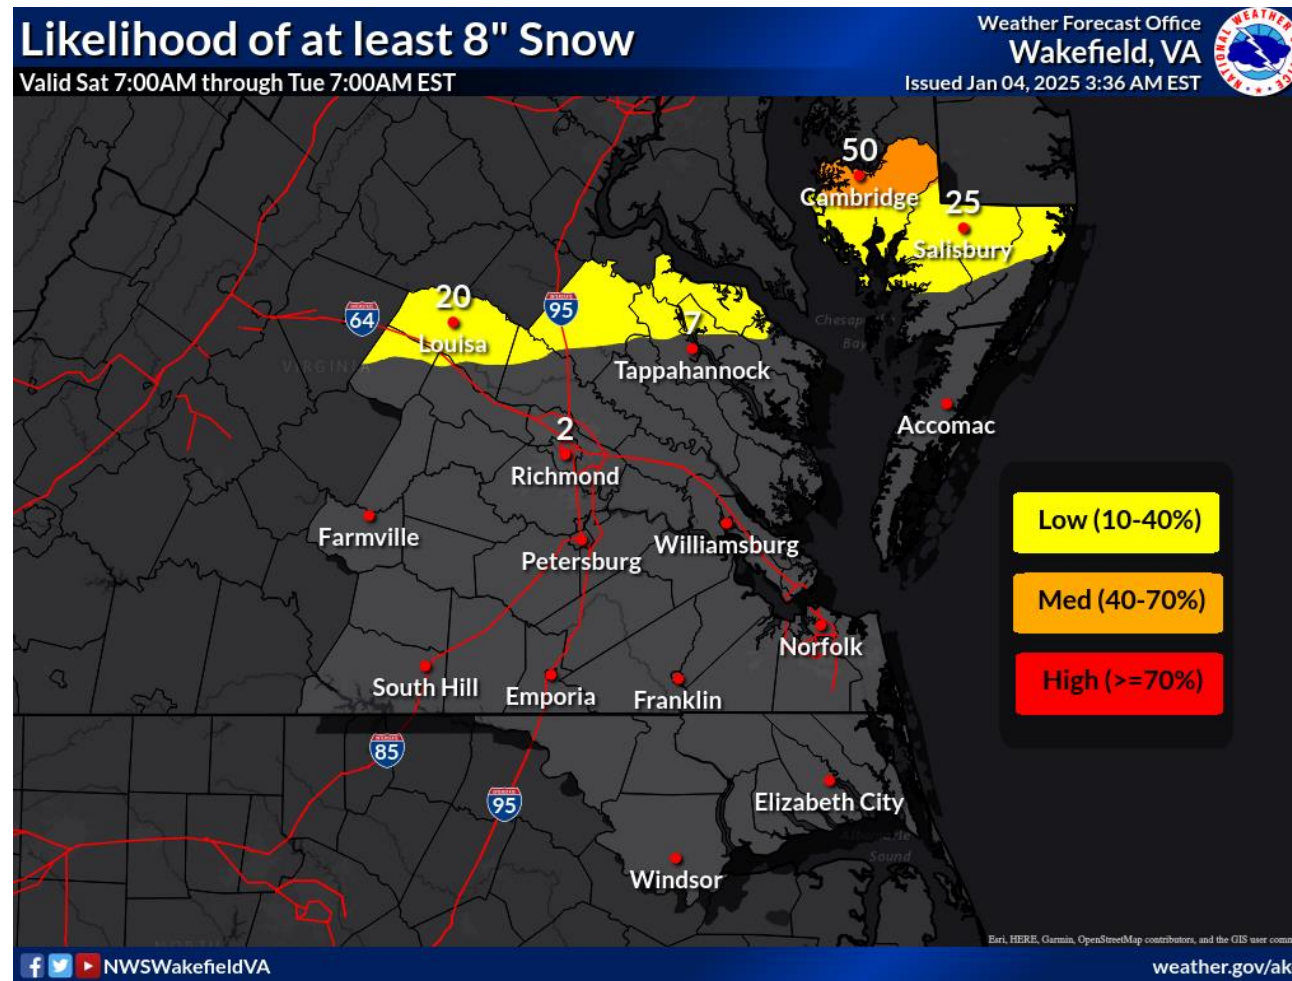 Likelihood of at least 8" Snow
Valid Sat 7:00AM through Tue 7:00AM EST
Weather Forecast Office
Wakefield, VA
Issued Jan 04, 2025 3:36 AM EST
NATIONAL WEATHER
50
Cambridge
25
Salisbury
20
Louisa
64
95
7
Tappahannock
VIRGINIA
Bay
2
Richmond
Accomac
Farmville
Petersburg
Williamsburg
Norfolk
South Hill
Emporia
Franklin
85
95
Elizabeth City
Sound
Windsor
Low (10-40%)
Med (40-70%)
High (>=70%)
Esri, HERE, Garmin, OpenStreetMap contributors, and the GIS user
NWSWakefieldVA
weather.gov/ak